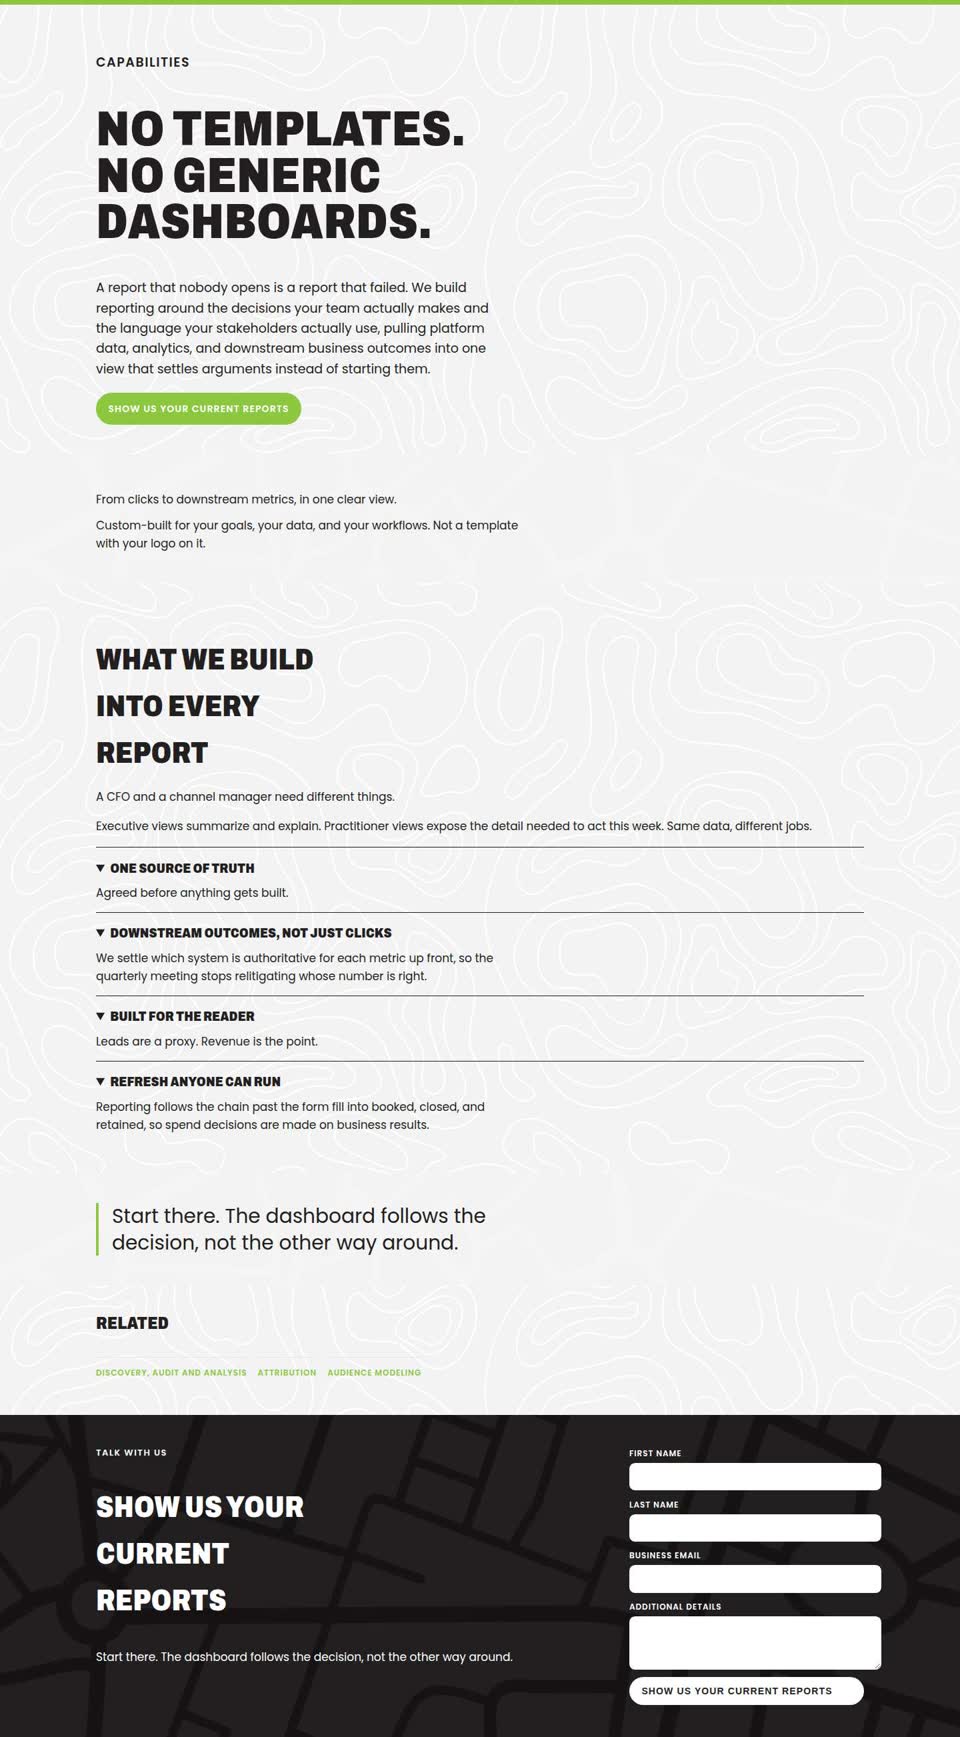 CAPABILITIES
NO TEMPLATES.
NO GENERIC
DASHBOARDS.
A report that nobody opens is a report that failed. We build
reporting around the decisions your team actually makes and
the language your stakeholders actually use, pulling platform
data, analytics, and downstream business outcomes into one
view that settles arguments instead of starting them.
SHOW US YOUR CURRENT REPORTS
From clicks to downstream metrics, in one clear view.
Custom-built for your goals, your data, and your workflows. Not a template
with your logo on it.
WHAT WE BUILD
INTO EVERY
REPORT
A CFO and a channel manager need different things.
Executive views summarize and explain. Practitioner views expose the detail needed to act this week. Same data, different jobs.
ONE SOURCE OF TRUTH
Agreed before anything gets built.
DOWNSTREAM OUTCOMES, NOT JUST CLICKS
We settle which system is authoritative for each metric up front, so the
quarterly meeting stops relitigating whose number is right.
BUILT FOR THE READER
Leads are a proxy. Revenue is the point.
REFRESH ANYONE CAN RUN
Reporting follows the chain past the form fill into booked, closed, and
retained, so spend decisions are made on business results.
Start there. The dashboard follows the
decision, not the other way around.
RELATED
DISCOVERY, AUDIT AND ANALYSIS ATTRIBUTION AUDIENCE MODELING
TALK WITH US
SHOW US YOUR
CURRENT
REPORTS
Start there. The dashboard follows the decision, not the other way around.
FIRST NAME
LAST NAME
BUSINESS EMAIL
ADDITIONAL DETAILS
SHOW US YOUR CURRENT REPORTS